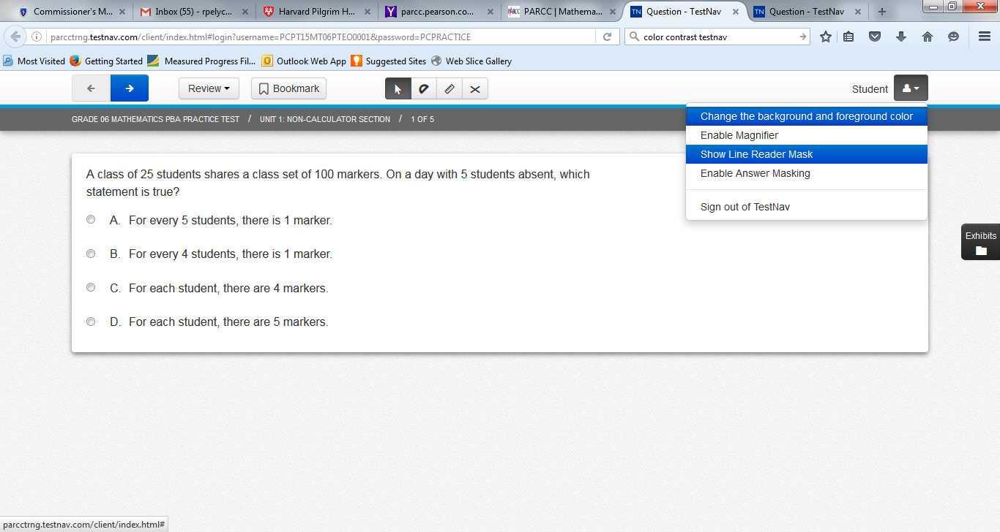 Commissioner's M...
Inbox (55) - rpelyc...
Harvard Pilgrim H...
parcc.pearson.co...
PARCC | Mathema...
TN Question - TestNav
TN Question - TestNav
parcctrng.testnav.com/client/index.html#login?username=PCPT15MT06PTEO0001&password=PCPRACTICE
color contrast testnav
Most Visited
Getting Started
Measured Progress Fil...
Outlook Web App
Suggested Sites
Web Slice Gallery
Review
Bookmark
Student
GRADE 06 MATHEMATICS PBA PRACTICE TEST / UNIT 1: NON-CALCULATOR SECTION / 1 OF 5
Change the background and foreground color
Enable Magnifier
Show Line Reader Mask
Enable Answer Masking
Sign out of TestNav
A class of 25 students shares a class set of 100 markers. On a day with 5 students absent, which
statement is true?
A. For every 5 students, there is 1 marker.
B. For every 4 students, there is 1 marker.
C. For each student, there are 4 markers.
D. For each student, there are 5 markers.
Exhibits
parcctrng.testnav.com/client/index.html#